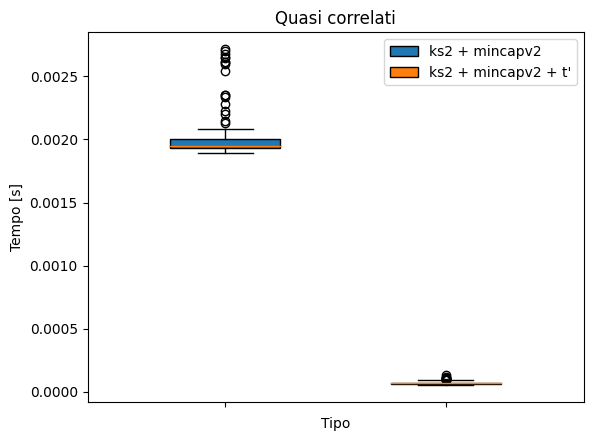 Quasi correlati
ks2 + mincapv2
ks2 + mincapv2 + t'
Tempo [s]
0.0025
0.0020
0.0015
0.0010
0.0005
0.0000
Tipo